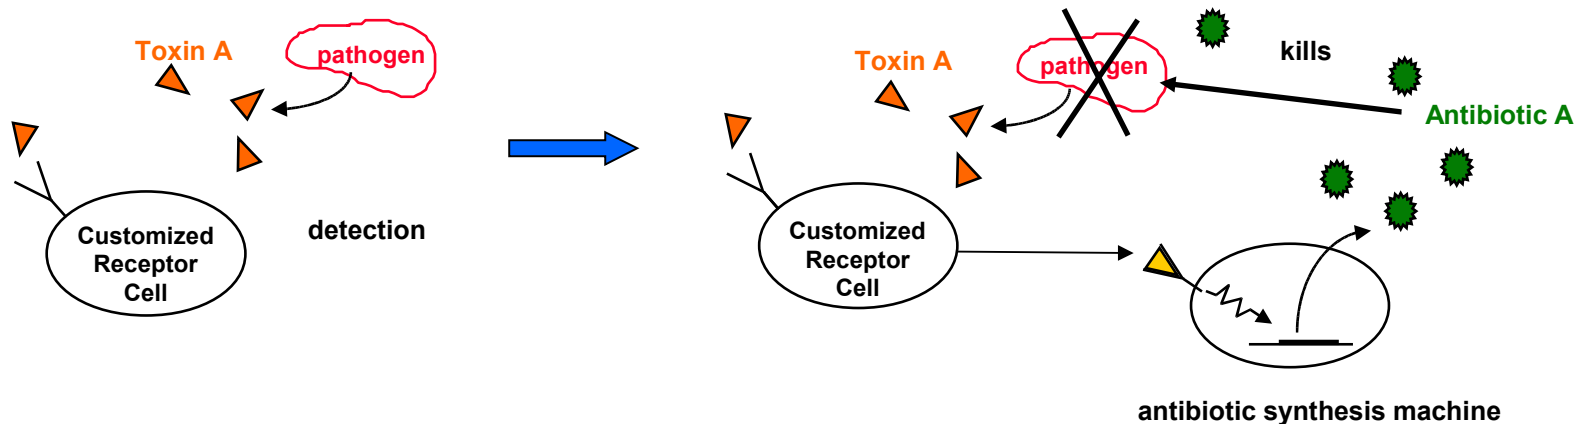 Toxin A
pathogen
Customized
Receptor
Cell
detection
Toxin A
pathogen
kills
Antibiotic A
Customized
Receptor
Cell
antibiotic synthesis machine